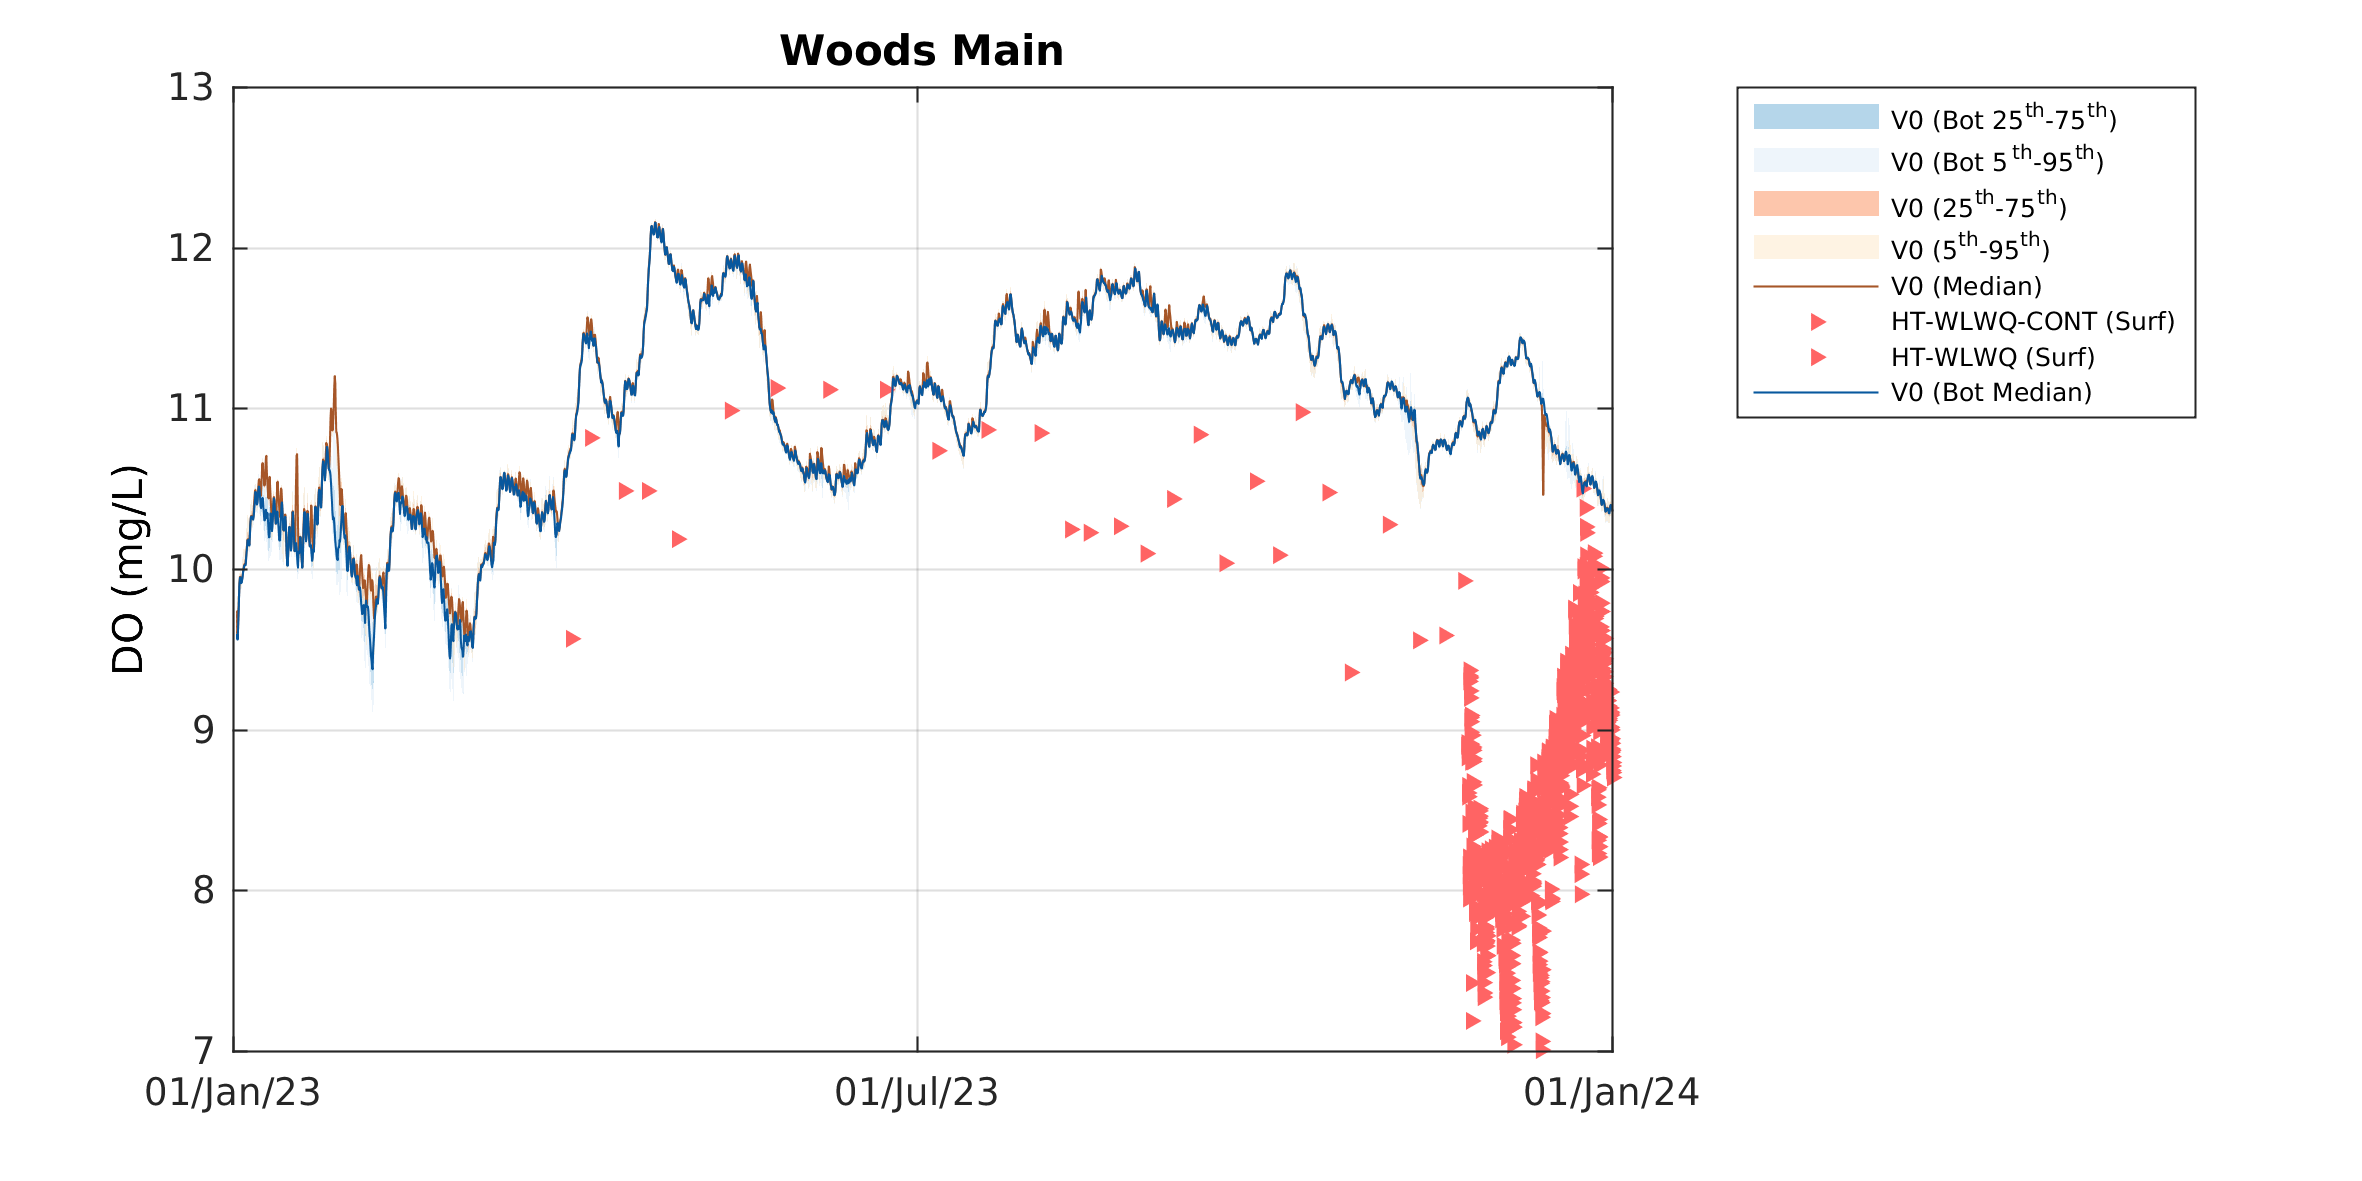 Woods Main
13
12
11
10
9
8
7
DO (mg/L)
01/Jan/23
01/Jul/23
01/Jan/24
V0 (Bot 25th-75th)
V0 (Bot 5th-95th)
V0 (25th-75th)
V0 (5th-95th)
V0 (Median)
HT-WLWQ-CONT (Surf)
HT-WLWQ (Surf)
V0 (Bot Median)